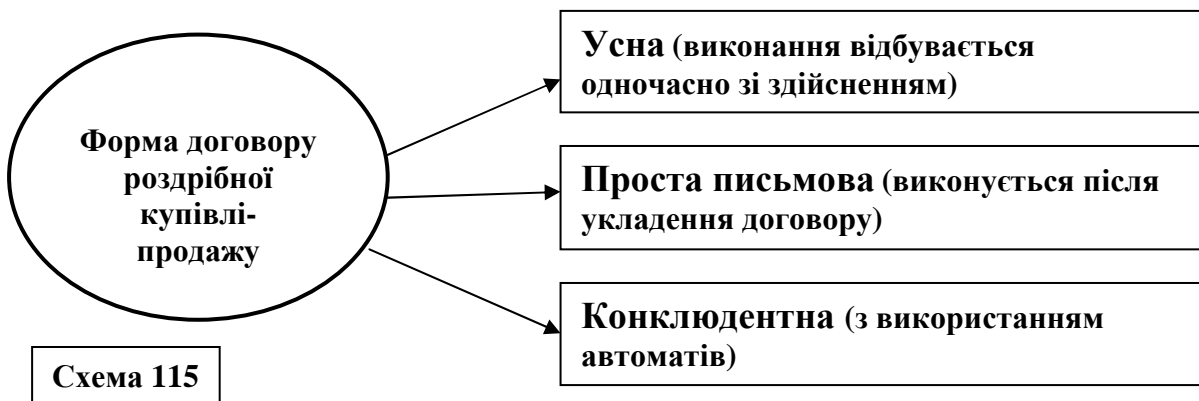 Форма договору
роздрібної
купівлі-
продажу
Усна (виконання відбувається
одночасно зі здійсненням)
Проста письмова (виконується після
укладення договору)
Конклюдентна (з використанням
автоматів)
Схема 115